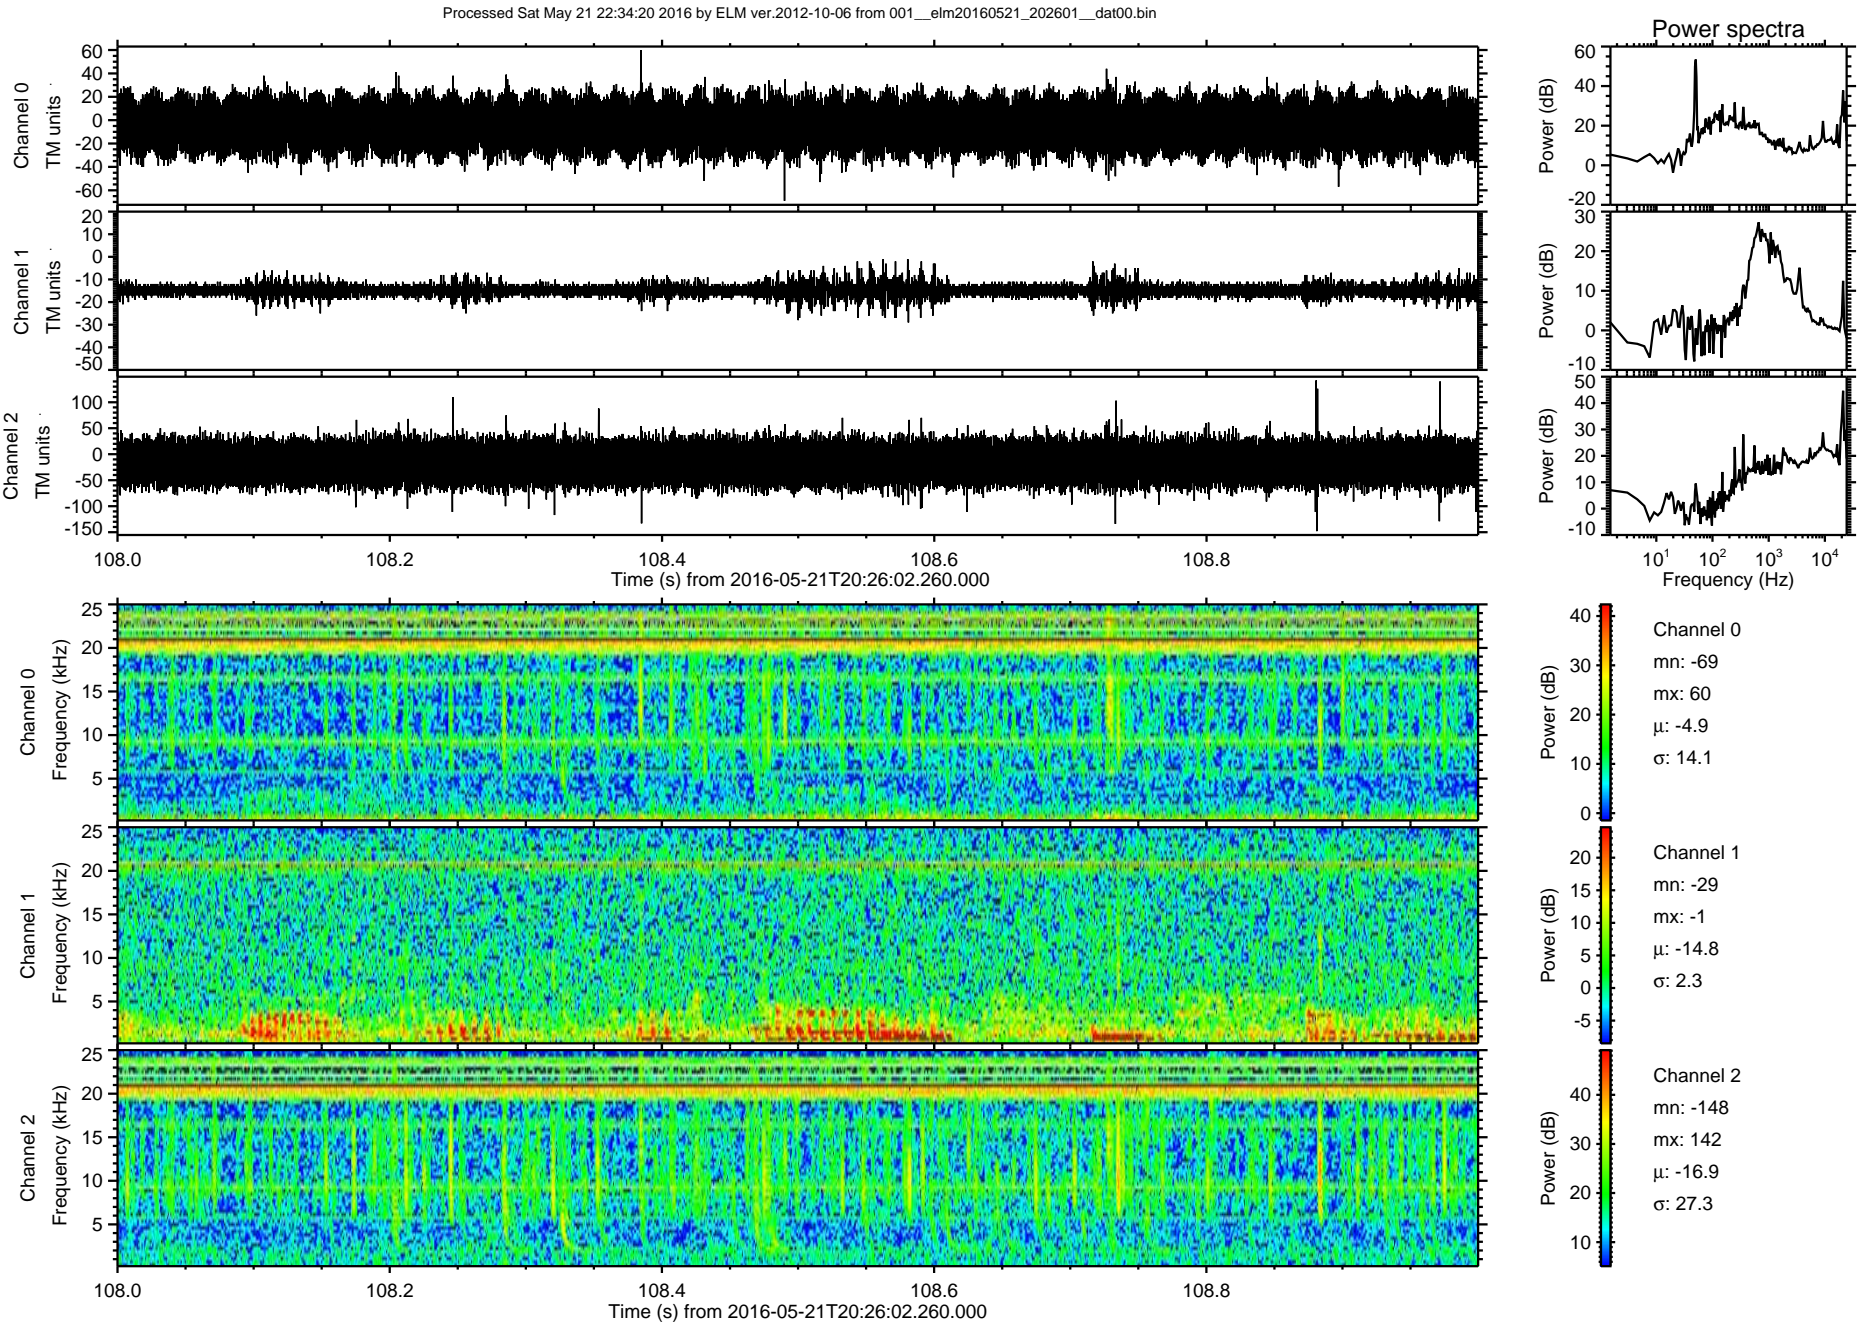 Processed Sat May 21 22:34:20 2016 by ELM ver.2012-10-06 from 001__elm20160521_202601__dat00.bin
Power spectra
Channel 0
TM units
60
40
20
0
-20
-40
-60
Power (dB)
60
40
20
0
-20
Channel 1
TM units
20
10
0
-10
-20
-30
-40
-50
Power (dB)
30
20
10
0
-10
Channel 2
TM units
100
50
0
-50
-100
-150
Power (dB)
50
40
30
20
10
0
-10
108.0 108.2 108.4 108.6 108.8
Time (s) from 2016-05-21T20:26:02.260.000
10¹ 10² 10³ 10⁴
Frequency (Hz)
Channel 0
Frequency (kHz)
25
20
15
10
5
Power (dB)
40
30
20
10
0
Channel 0
mn: -69
mx: 60
μ: -4.9
σ: 14.1
Channel 1
Frequency (kHz)
25
20
15
10
5
Power (dB)
20
15
10
5
0
-5
Channel 1
mn: -29
mx: -1
μ: -14.8
σ: 2.3
Channel 2
Frequency (kHz)
25
20
15
10
5
Power (dB)
40
30
20
10
Channel 2
mn: -148
mx: 142
μ: -16.9
σ: 27.3
108.0 108.2 108.4 108.6 108.8
Time (s) from 2016-05-21T20:26:02.260.000